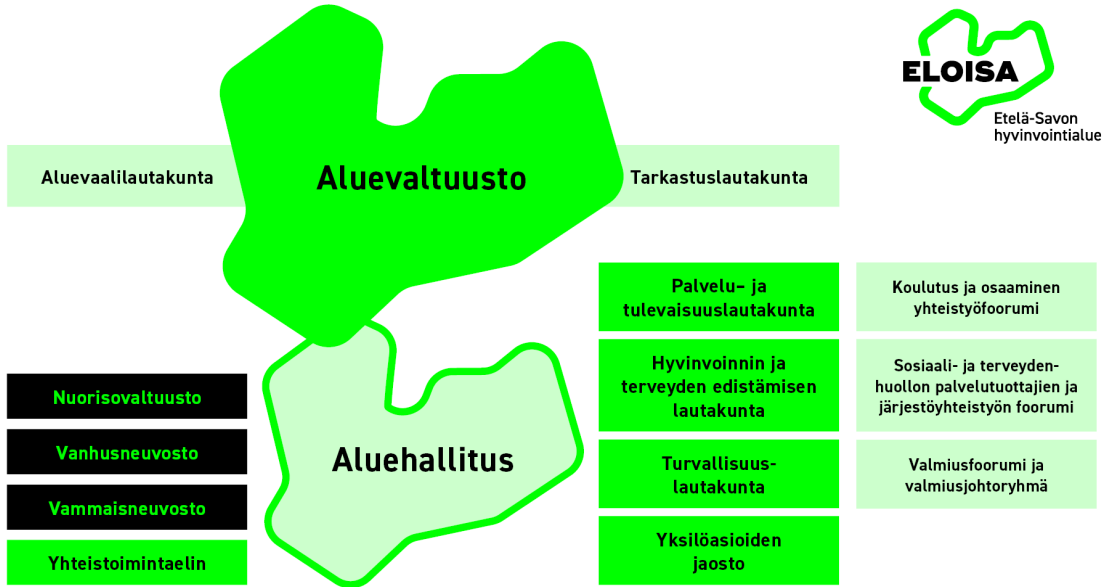 ELOISA
Etelä-Savon
hyvinvointialue
Aluevaalilautakunta
Aluevaltuusto
Tarkastuslautakunta
Nuorisovaltuusto
Vanhusneuvosto
Vammaisneuvosto
Yhteistoimintaelin
Aluehallitus
Palvelu– ja
tulevaisuuslautakunta
Hyvinvoinnin ja
terveyden edistämisen
lautakunta
Turvallisuus-
lautakunta
Yksilöasioiden
jaosto
Koulutus ja osaaminen
yhteistyöfoorumi
Sosiaali- ja terveyden-
huollon palvelutuottajien ja
järjestöyhteistyön foorumi
Valmiusfoorumi ja
valmiusjohtoryhmä